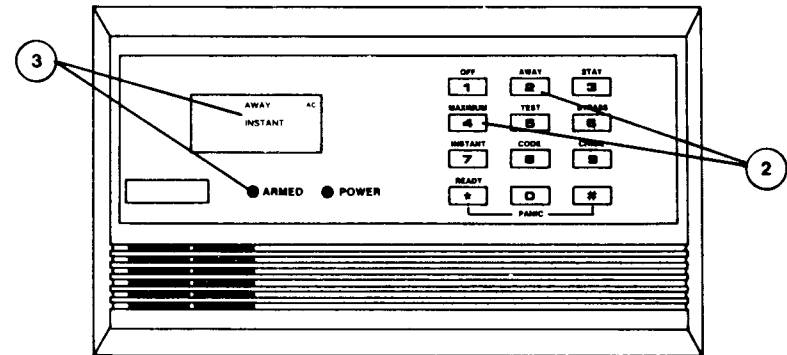 3
AWAY AC
INSTANT
ARMED POWER
OFF AWAY STAY
1 2 3
MAXIMUM TEST BYPASS
4 5 6
INSTANT CODE CHIME
7 8 9
READY
* 0 #
PANIC
2